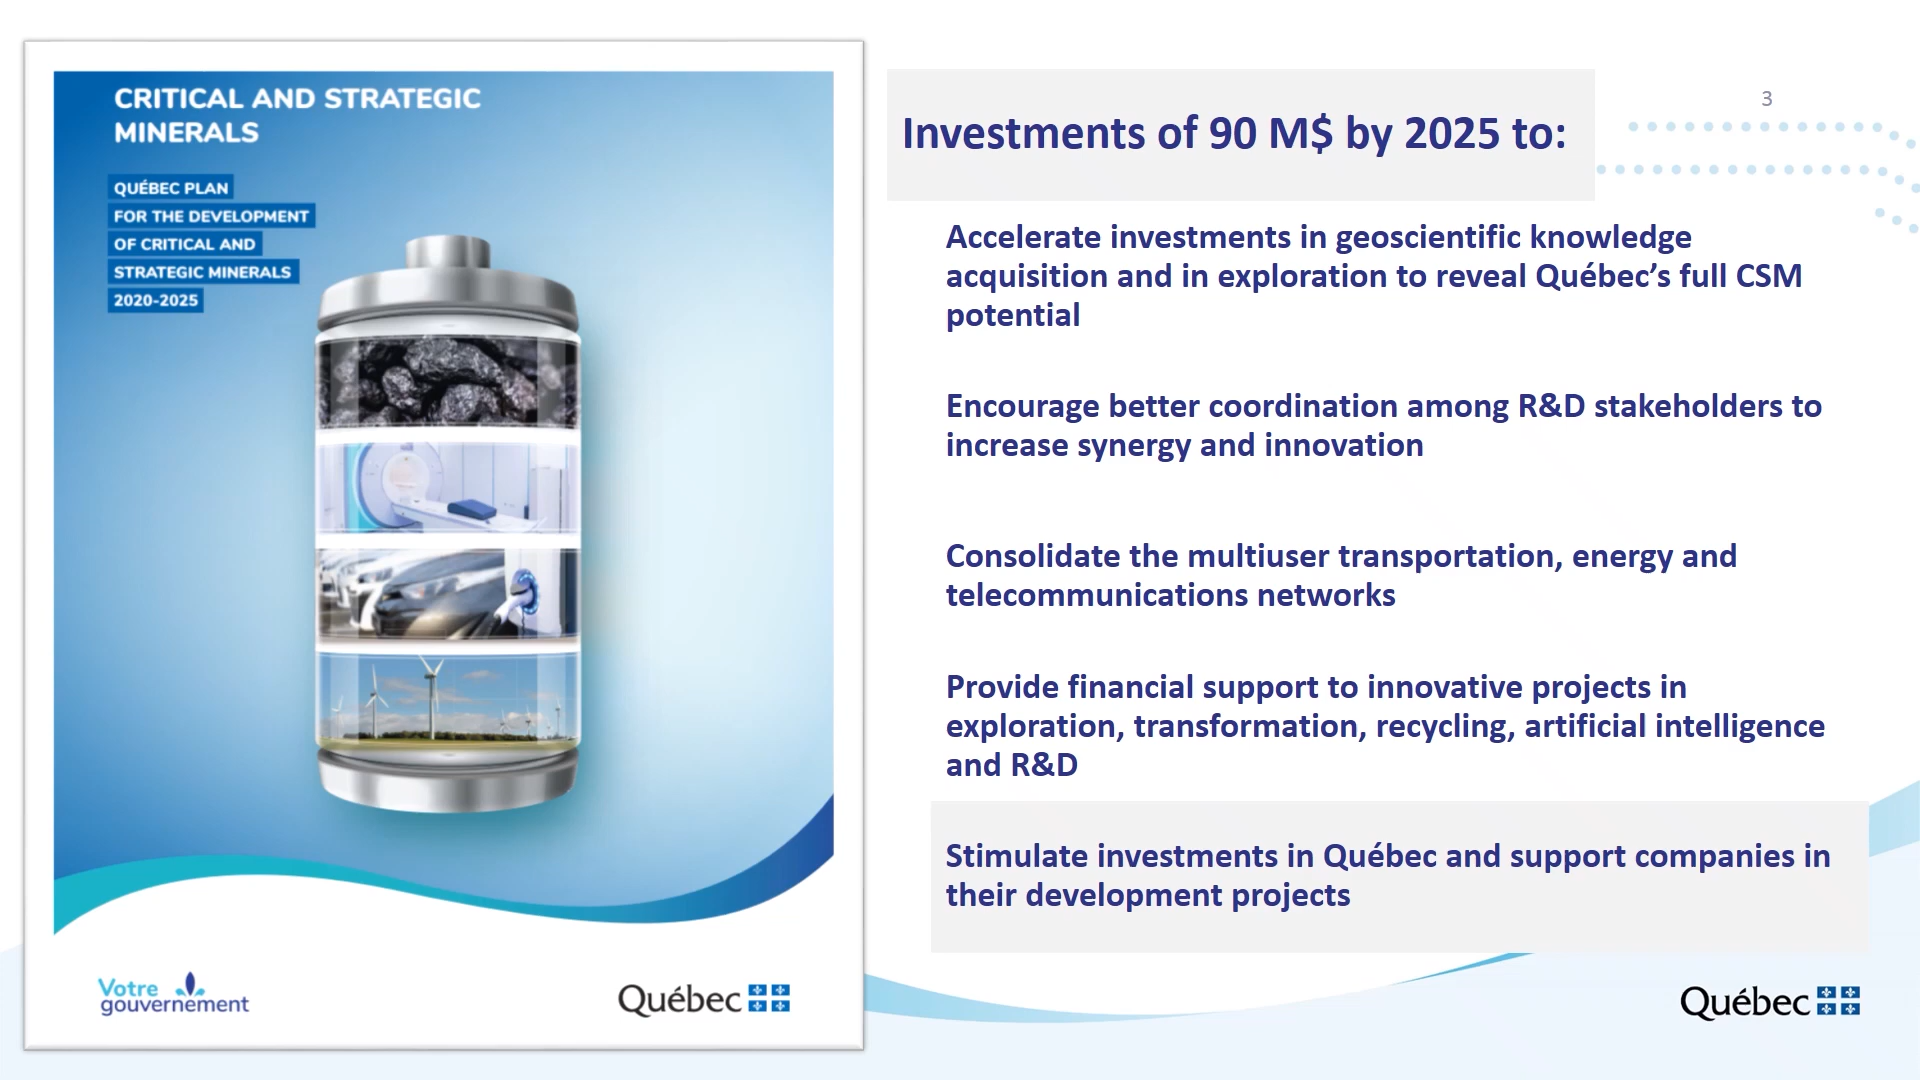 CRITICAL AND STRATEGIC
MINERALS
QUÉBEC PLAN
FOR THE DEVELOPMENT
OF CRITICAL AND
STRATEGIC MINERALS
2020-2025
Votre
gouvernement
Québec
3
Investments of 90 M$ by 2025 to:
Accelerate investments in geoscientific knowledge
acquisition and in exploration to reveal Québec’s full CSM
potential
Encourage better coordination among R&D stakeholders to
increase synergy and innovation
Consolidate the multiuser transportation, energy and
telecommunications networks
Provide financial support to innovative projects in
exploration, transformation, recycling, artificial intelligence
and R&D
Stimulate investments in Québec and support companies in
their development projects
Québec